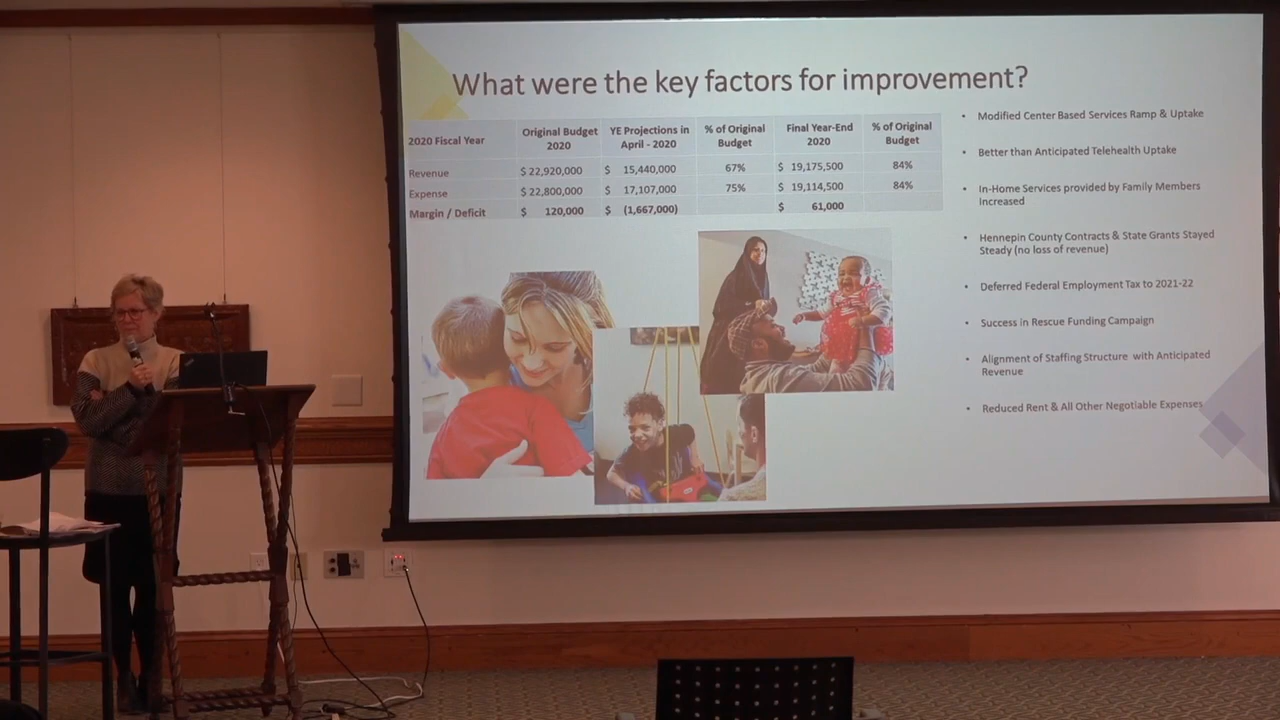 What were the key factors for improvement?
2020 Fiscal Year Original Budget 2020 YE Projections in April - 2020 % of Original Budget Final Year-End 2020 % of Original Budget
Revenue $ 22,920,000 $ 15,440,000 67% $ 19,175,500 84%
Expense $ 22,800,000 $ 17,107,000 75% $ 19,114,500 84%
Margin / Deficit $ 120,000 $ (1,667,000) $ 61,000
• Modified Center Based Services Ramp & Uptake
• Better than Anticipated Telehealth Uptake
• In-Home Services provided by Family Members
Increased
• Hennepin County Contracts & State Grants Stayed
Steady (no loss of revenue)
• Deferred Federal Employment Tax to 2021-22
• Success in Rescue Funding Campaign
• Alignment of Staffing Structure with Anticipated
Revenue
• Reduced Rent & All Other Negotiable Expenses